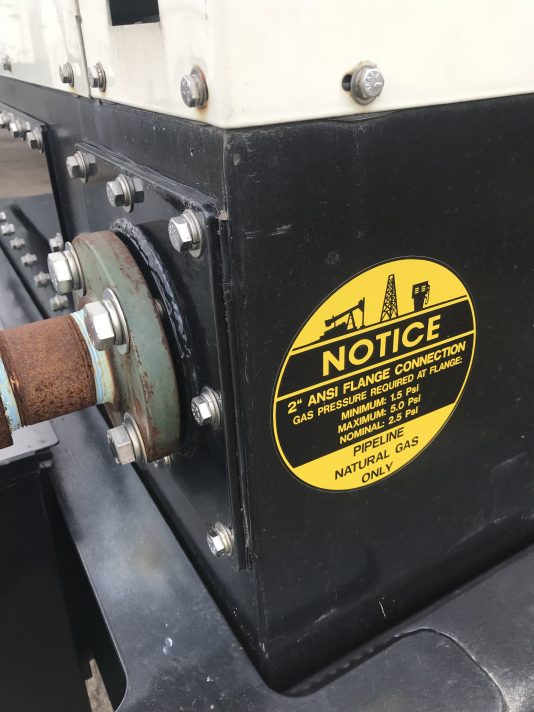 NOTICE
2" ANSI FLANGE CONNECTION
GAS PRESSURE REQUIRED AT FLANGE:
MINIMUM: 1.5 Psi
MAXIMUM: 5.0 Psi
NOMINAL: 2.5 Psi
PIPELINE
NATURAL GAS
ONLY